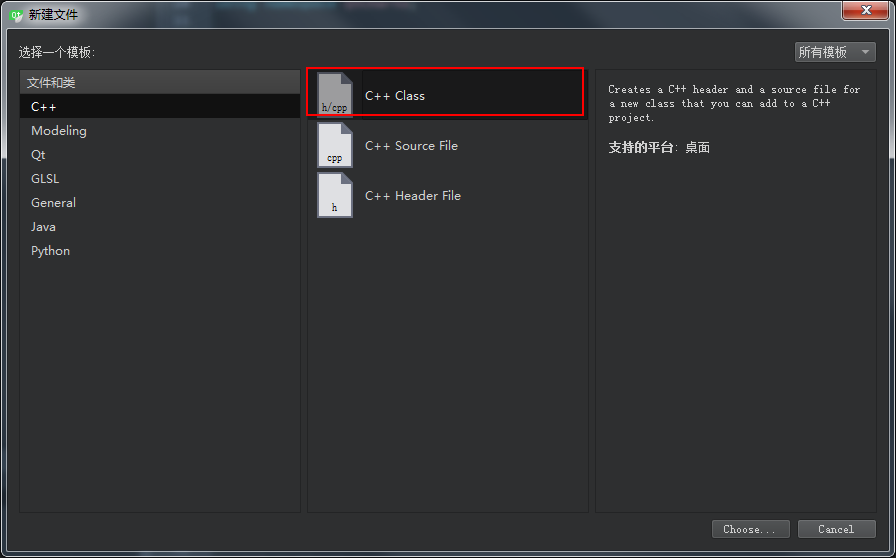 新建文件
选择一个模板:
所有模板
文件和类
C++
Modeling
Qt
GLSL
General
Java
Python
h/cpp
C++ Class
cpp
C++ Source File
h
C++ Header File
Creates a C++ header and a source file for
a new class that you can add to a C++
project.
支持的平台: 桌面
Choose...
Cancel